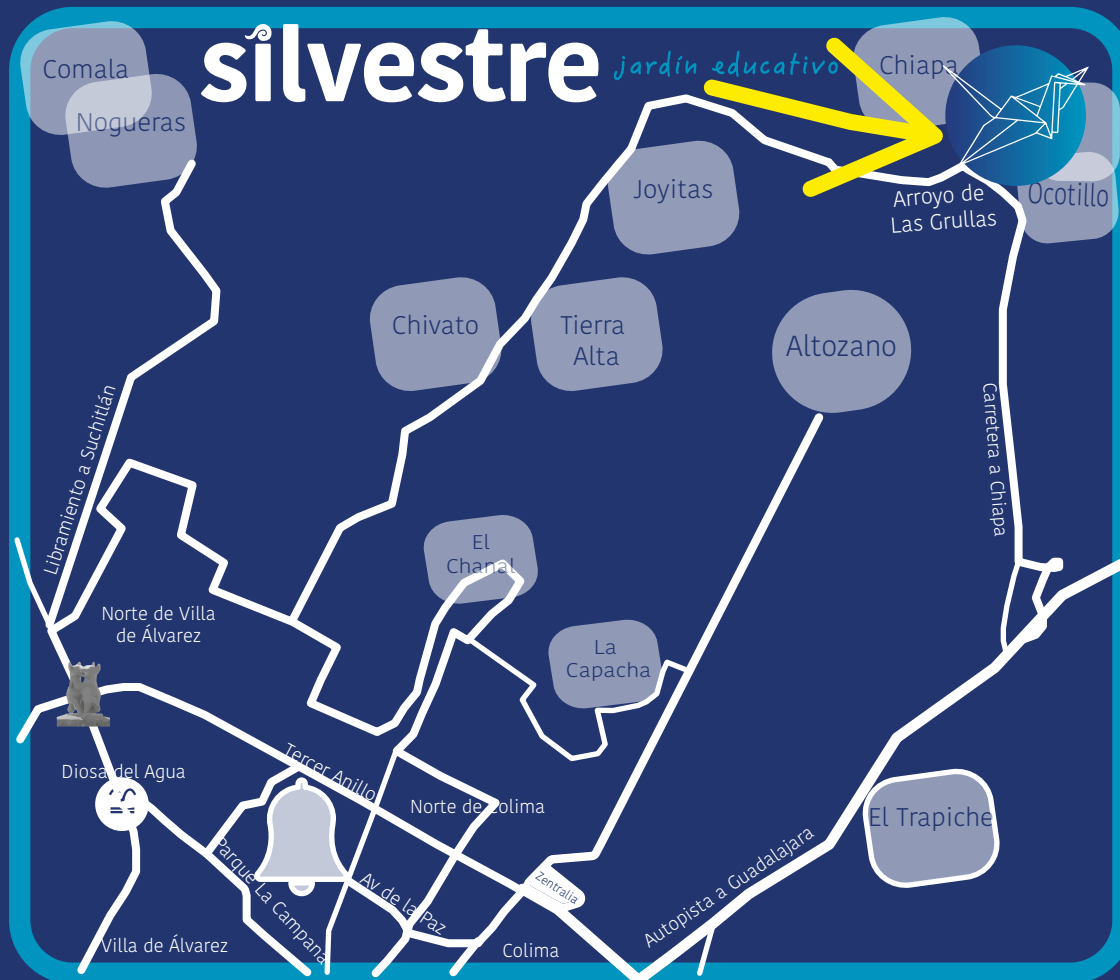 silvestre
jardín educativo
Comala
Nogueras
Chiapa
Joyitas
Arroyo de
Las Grullas
Ocotillo
Chivato
Tierra
Alta
Altozano
Libramiento a Suchitlán
Carretera a Chiapa
El
Chanal
Norte de Villa
de Álvarez
La
Capacha
Diosa del Agua
Tercer Anillo
Norte de Colima
El Trapiche
Parque La Campana
Av de la Paz
Zentralia
Autopista a Guadalajara
Villa de Álvarez
Colima